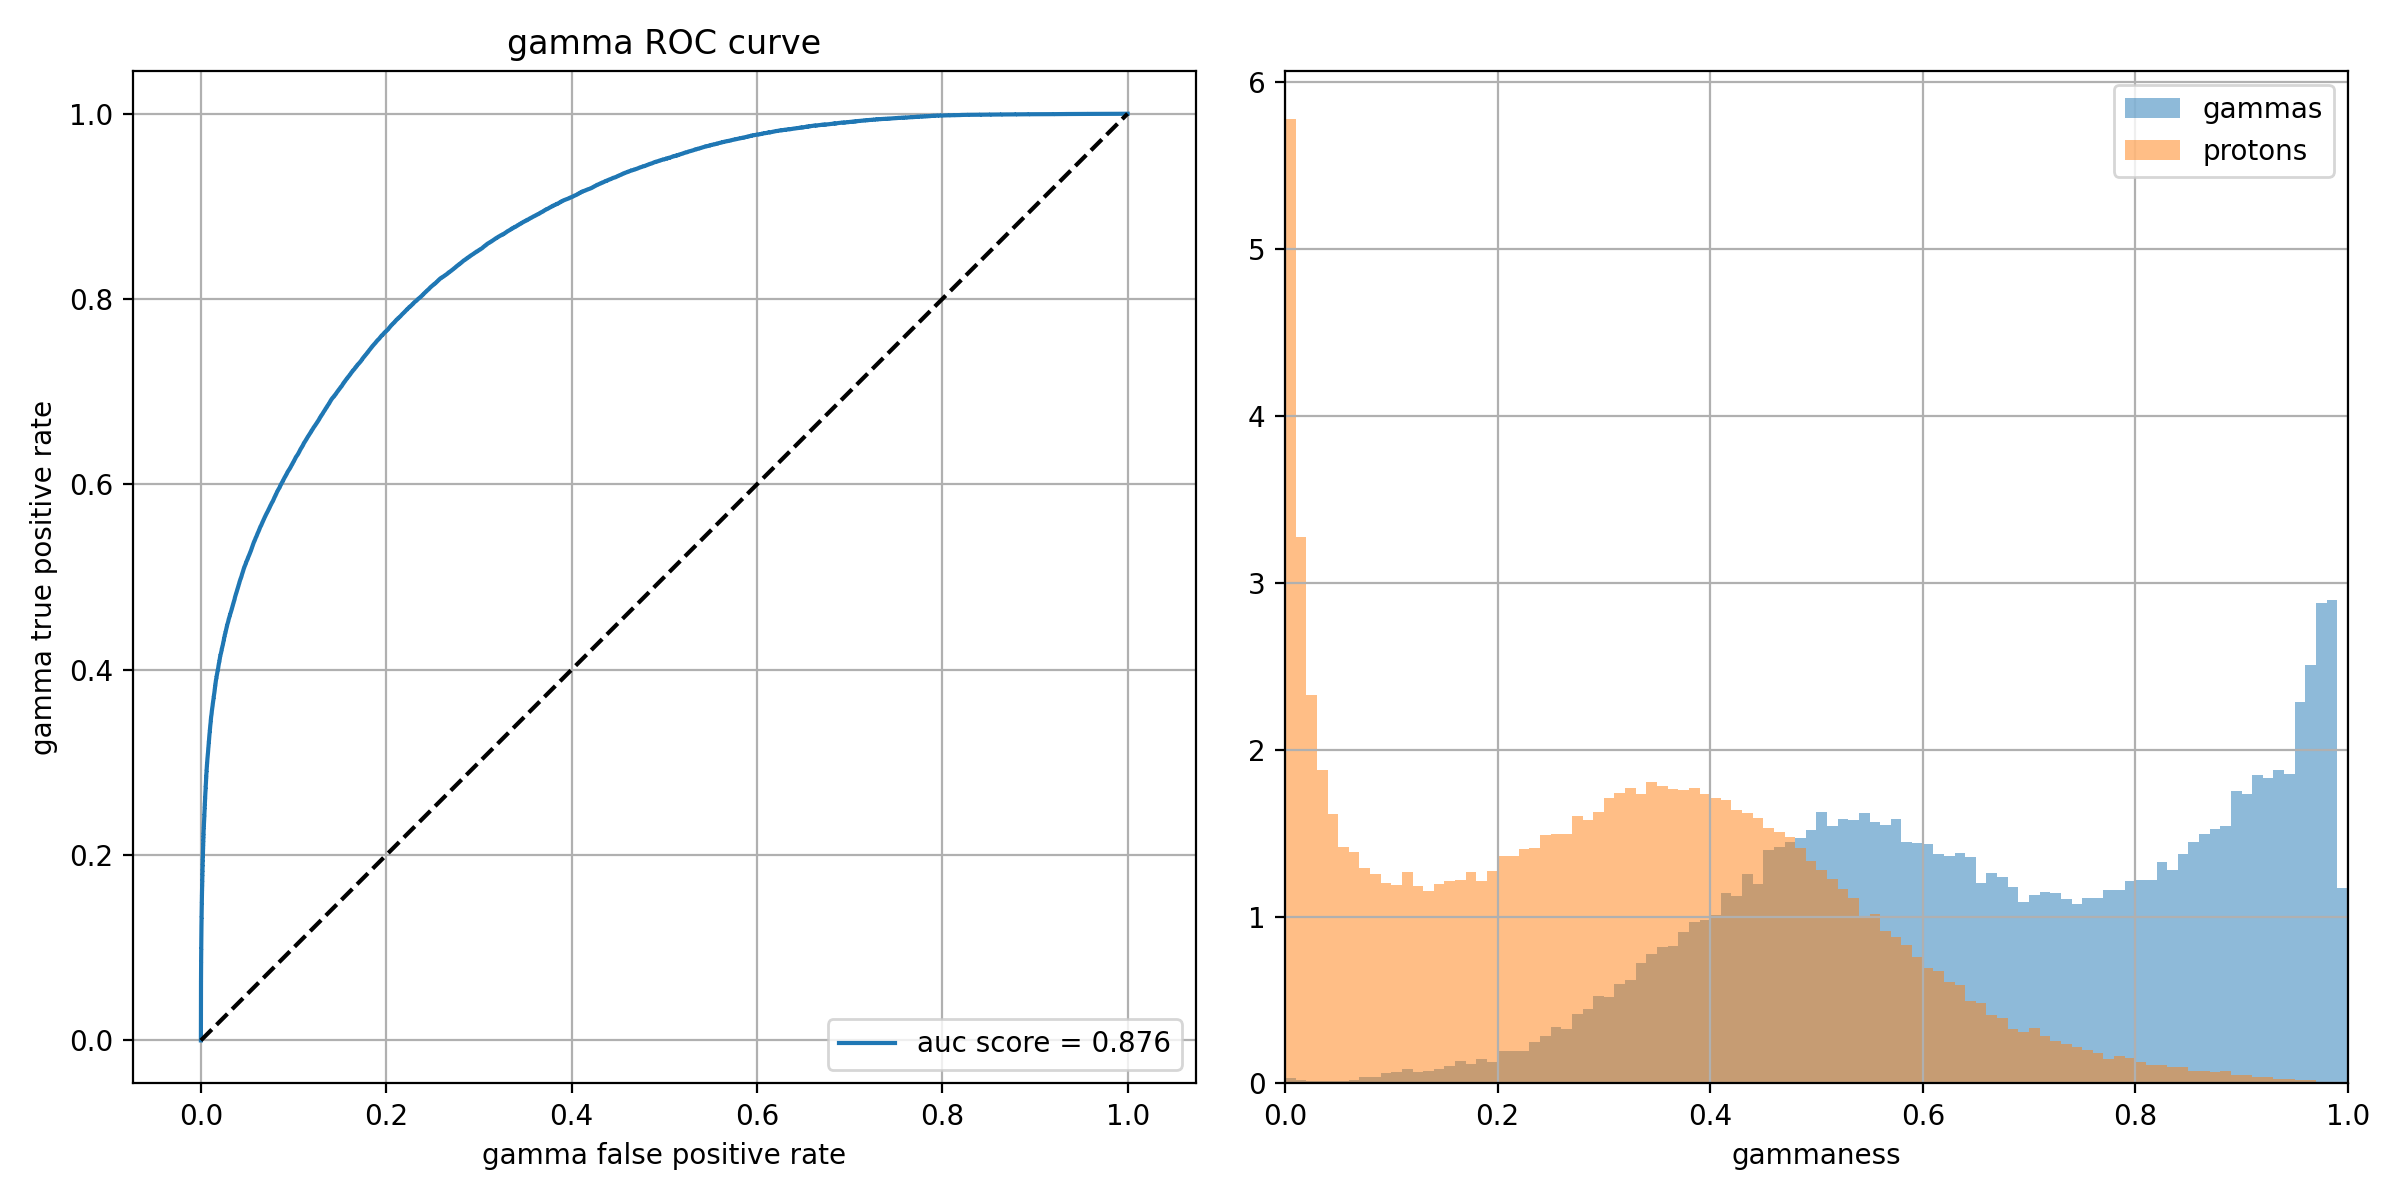 gamma ROC curve
gamma true positive rate
1.0
0.8
0.6
0.4
0.2
0.0
auc score = 0.876
0.0 0.2 0.4 0.6 0.8 1.0
gamma false positive rate
6
5
4
3
2
1
0
gammas
protons
0.0 0.2 0.4 0.6 0.8 1.0
gammaness